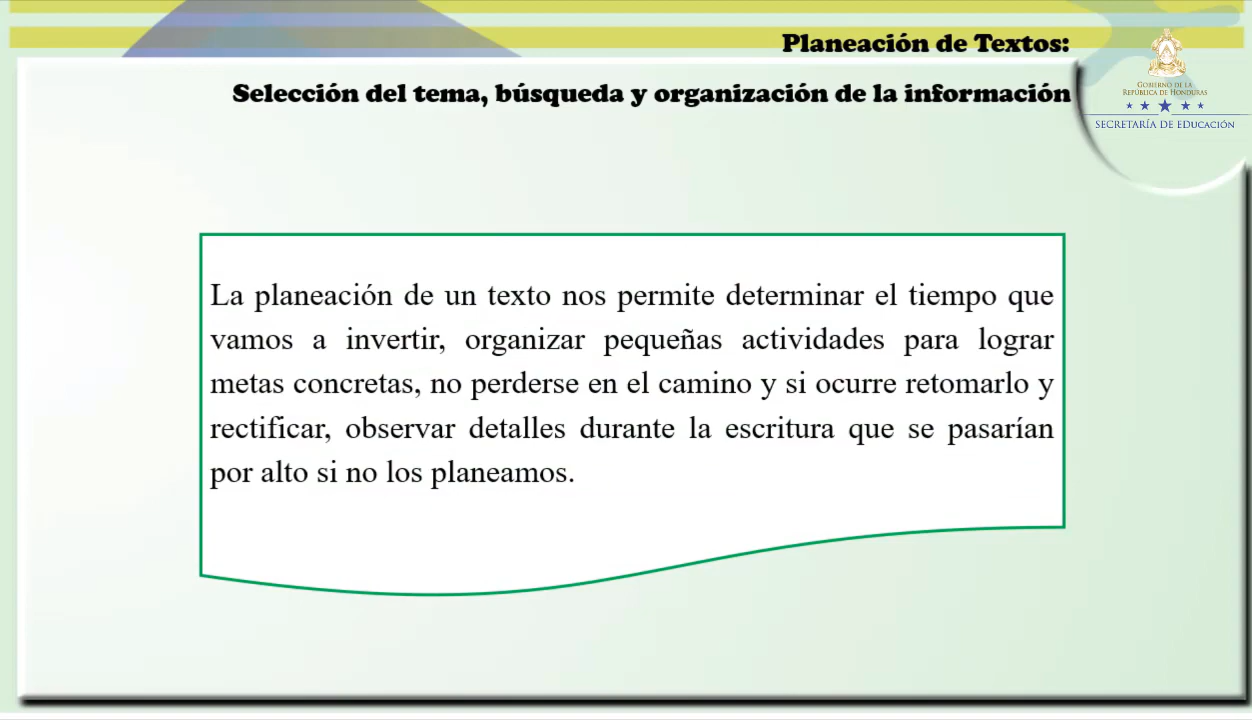 Planeación de Textos:
Selección del tema, búsqueda y organización de la información
GOBIERNO DE LA
REPÚBLICA DE HONDURAS
SECRETARÍA DE EDUCACIÓN
La planeación de un texto nos permite determinar el tiempo que
vamos a invertir, organizar pequeñas actividades para lograr
metas concretas, no perderse en el camino y si ocurre retomarlo y
rectificar, observar detalles durante la escritura que se pasarían
por alto si no los planeamos.